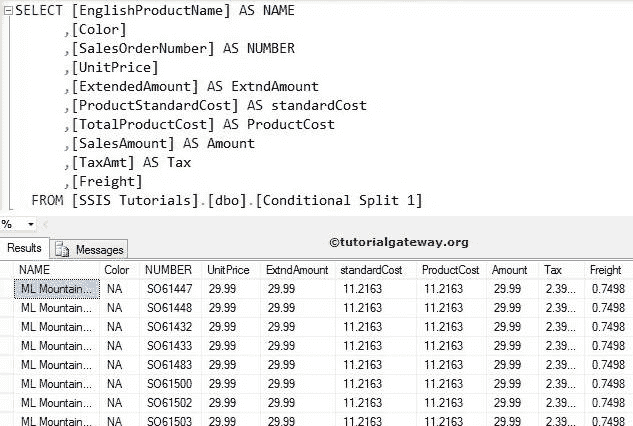 SELECT [EnglishProductName] AS NAME
,[Color]
,[SalesOrderNumber] AS NUMBER
,[UnitPrice]
,[ExtendedAmount] AS ExtndAmount
,[ProductStandardCost] AS standardCost
,[TotalProductCost] AS ProductCost
,[SalesAmount] AS Amount
,[TaxAmt] AS Tax
,[Freight]
FROM [SSIS Tutorials].[dbo].[Conditional Split 1]
%
Results Messages ©tutorialgateway.org
NAME Color NUMBER UnitPrice ExtndAmount standardCost ProductCost Amount Tax Freight
ML Mountain... NA SO61447 29.99 29.99 11.2163 11.2163 29.99 2.39... 0.7498
ML Mountain... NA SO61448 29.99 29.99 11.2163 11.2163 29.99 2.39... 0.7498
ML Mountain... NA SO61432 29.99 29.99 11.2163 11.2163 29.99 2.39... 0.7498
ML Mountain... NA SO61433 29.99 29.99 11.2163 11.2163 29.99 2.39... 0.7498
ML Mountain... NA SO61483 29.99 29.99 11.2163 11.2163 29.99 2.39... 0.7498
ML Mountain... NA SO61500 29.99 29.99 11.2163 11.2163 29.99 2.39... 0.7498
ML Mountain... NA SO61502 29.99 29.99 11.2163 11.2163 29.99 2.39... 0.7498
ML Mountain... NA SO61503 29.99 29.99 11.2163 11.2163 29.99 2.39... 0.7498